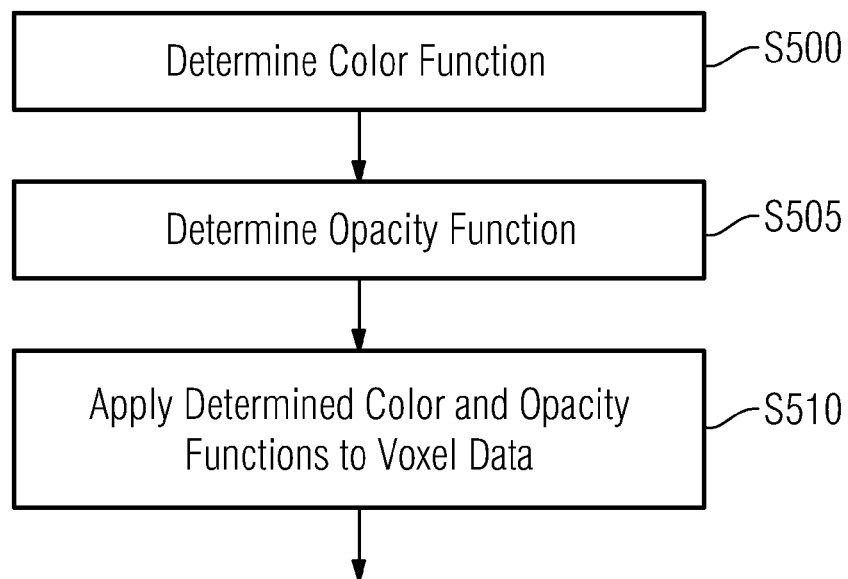 Determine Color Function
S500
Determine Opacity Function
S505
Apply Determined Color and Opacity
Functions to Voxel Data
S510